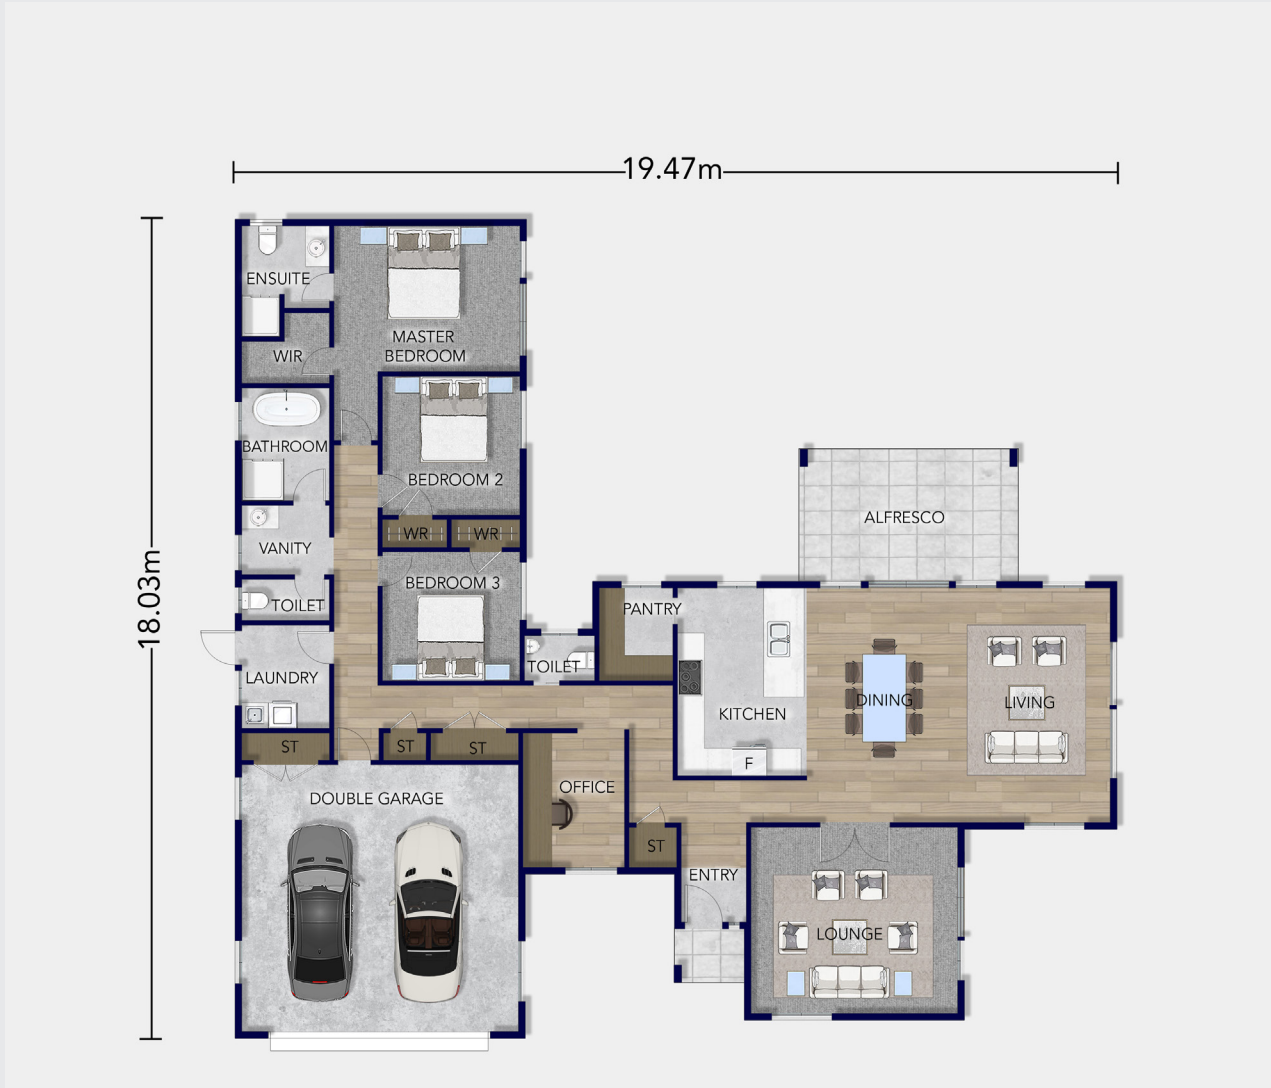 19.47m
18.03m
ENSUITE
MASTER
BEDROOM
WIR
BATHROOM
BEDROOM 2
WR
WR
ALFRESCO
VANITY
BEDROOM 3
TOILET
PANTRY
TOILET
LAUNDRY
KITCHEN
DINING
LIVING
ST
ST
ST
F
OFFICE
DOUBLE GARAGE
ST
ENTRY
LOUNGE